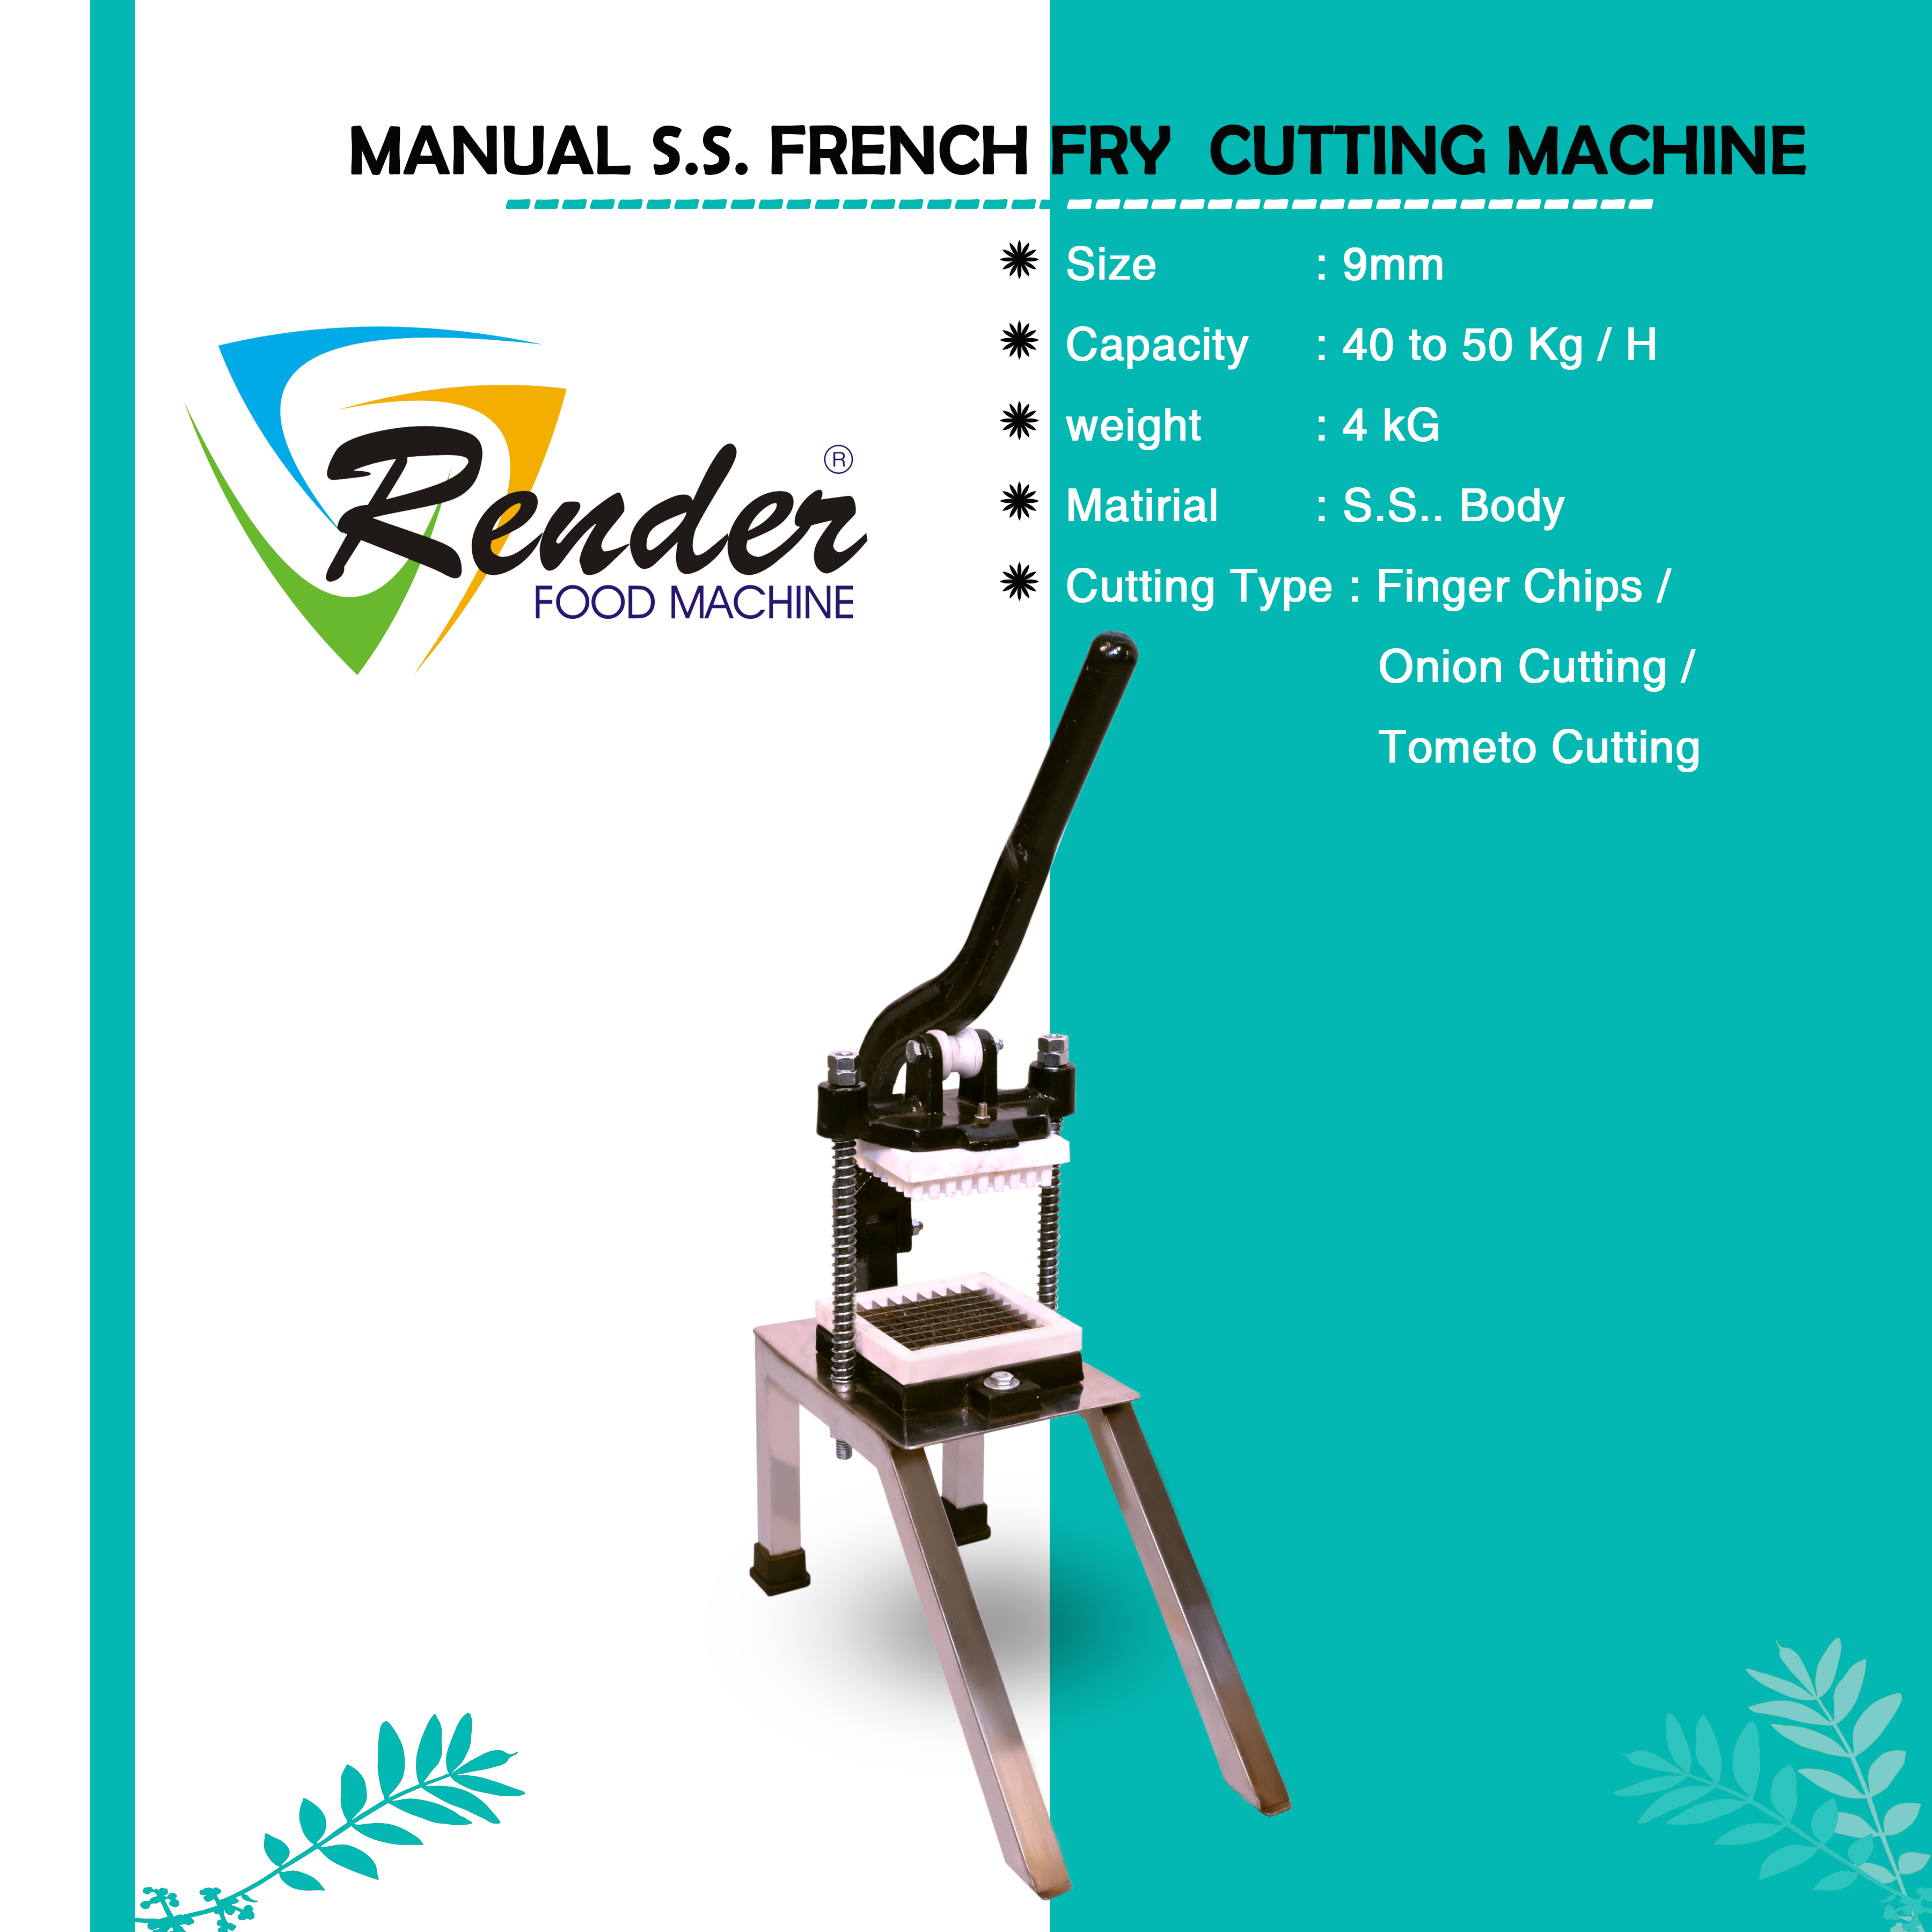 MANUAL S.S. FRENCH FRY CUTTING MACHINE
Size : 9mm
Capacity : 40 to 50 Kg / H
weight : 4 kG
Matirial : S.S.. Body
Cutting Type : Finger Chips /
Onion Cutting /
Tometo Cutting
Render ®
FOOD MACHINE